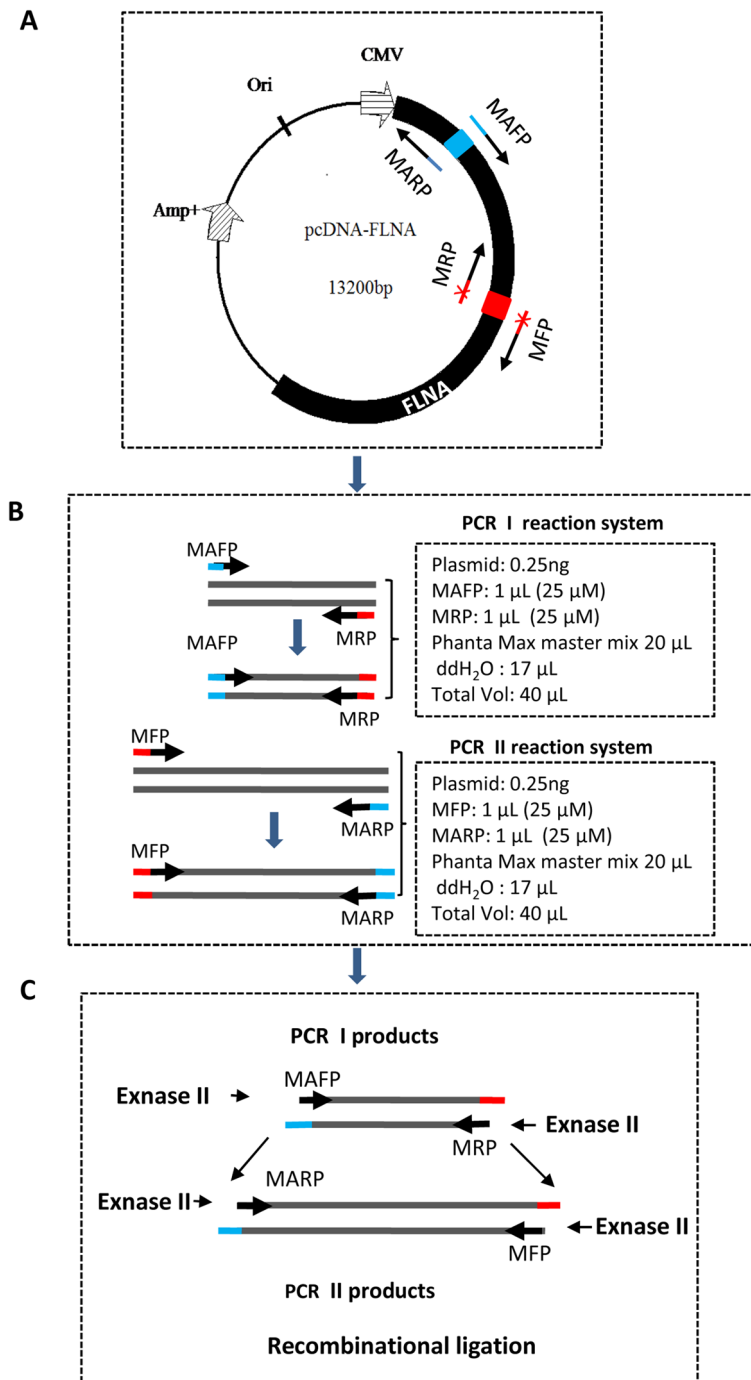 A
CMV
Ori
MAFP
MARP
Amp+
pcDNA-FLNA
MRP
13200bp
MFP
FLNA
B
PCR I reaction system
MAFP
Plasmid: 0.25ng
MAFP: 1 µL (25 µM)
MRP: 1 µL (25 µM)
Phanta Max master mix 20 µL
ddH₂O : 17 µL
Total Vol: 40 µL
MRP
MAFP
MRP
MFP
PCR II reaction system
Plasmid: 0.25ng
MFP: 1 µL (25 µM)
MARP: 1 µL (25 µM)
Phanta Max master mix 20 µL
ddH₂O : 17 µL
Total Vol: 40 µL
MARP
MFP
MARP
C
PCR I products
MAFP
Exnase II
Exnase II
MRP
MARP
Exnase II
Exnase II
MFP
PCR II products
Recombinational ligation